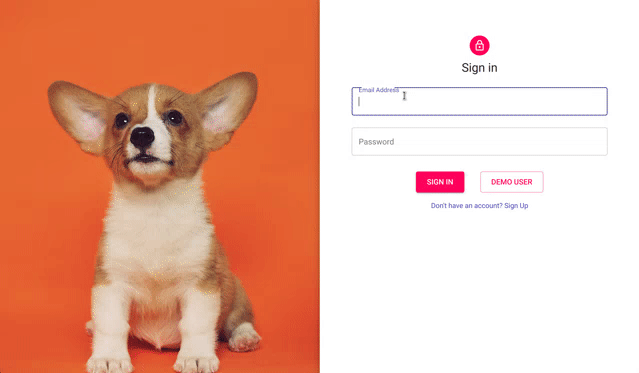 Sign in
Email Address
Password
SIGN IN
DEMO USER
Don't have an account? Sign Up